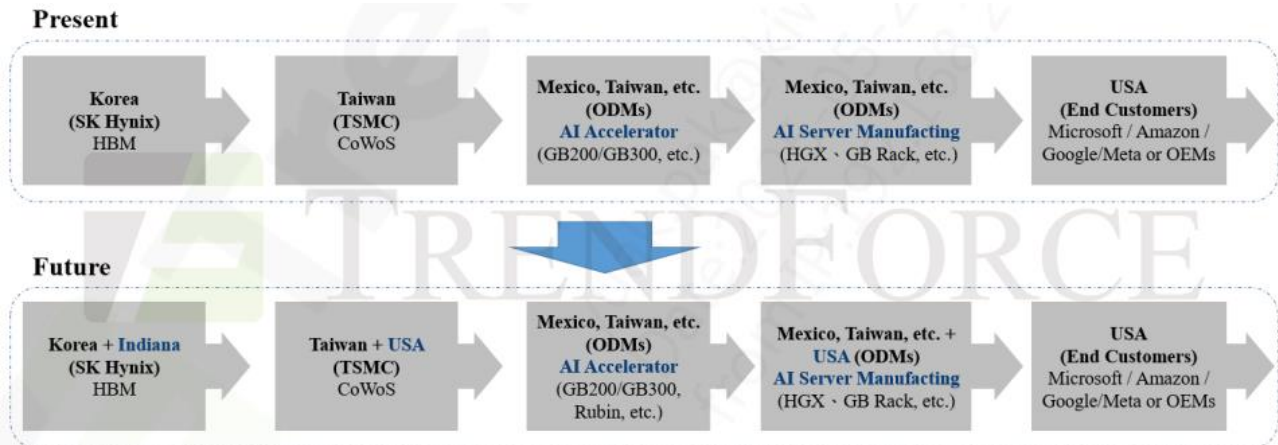 Present
Korea
(SK Hynix)
HBM
Taiwan
(TSMC)
CoWoS
Mexico, Taiwan, etc.
(ODMs)
AI Accelerator
(GB200/GB300, etc.)
Mexico, Taiwan, etc.
(ODMs)
AI Server Manufacting
(HGX、GB Rack, etc.)
USA
(End Customers)
Microsoft / Amazon /
Google/Meta or OEMs
TRENDFORCE
Future
Korea + Indiana
(SK Hynix)
HBM
Taiwan + USA
(TSMC)
CoWoS
Mexico, Taiwan, etc.
(ODMs)
AI Accelerator
(GB200/GB300,
Rubin, etc.)
Mexico, Taiwan, etc. +
USA (ODMs)
AI Server Manufacting
(HGX、GB Rack, etc.)
USA
(End Customers)
Microsoft / Amazon /
Google/Meta or OEMs